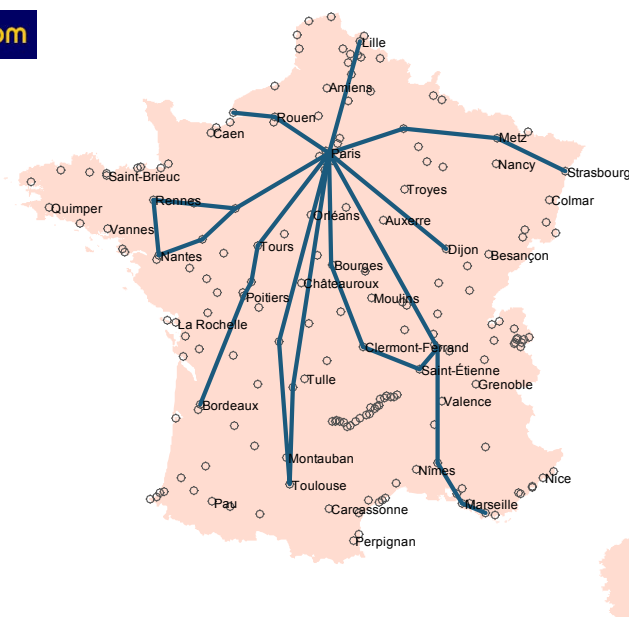 om
Lille
Amiens
Rouen
Caen
Metz
Paris
Nancy
Strasbourg
Saint-Brieuc
Troyes
Colmar
Rennes
Quimper
Orléans
Auxerre
Vannes
Tours
Dijon
Nantes
Besançon
Bourges
Châteauroux
Poitiers
Moulins
La Rochelle
Clermont-Ferrand
Saint-Étienne
Tulle
Grenoble
Bordeaux
Valence
Montauban
Nîmes
Nice
Toulouse
Pau
Carcassonne
Marseille
Perpignan